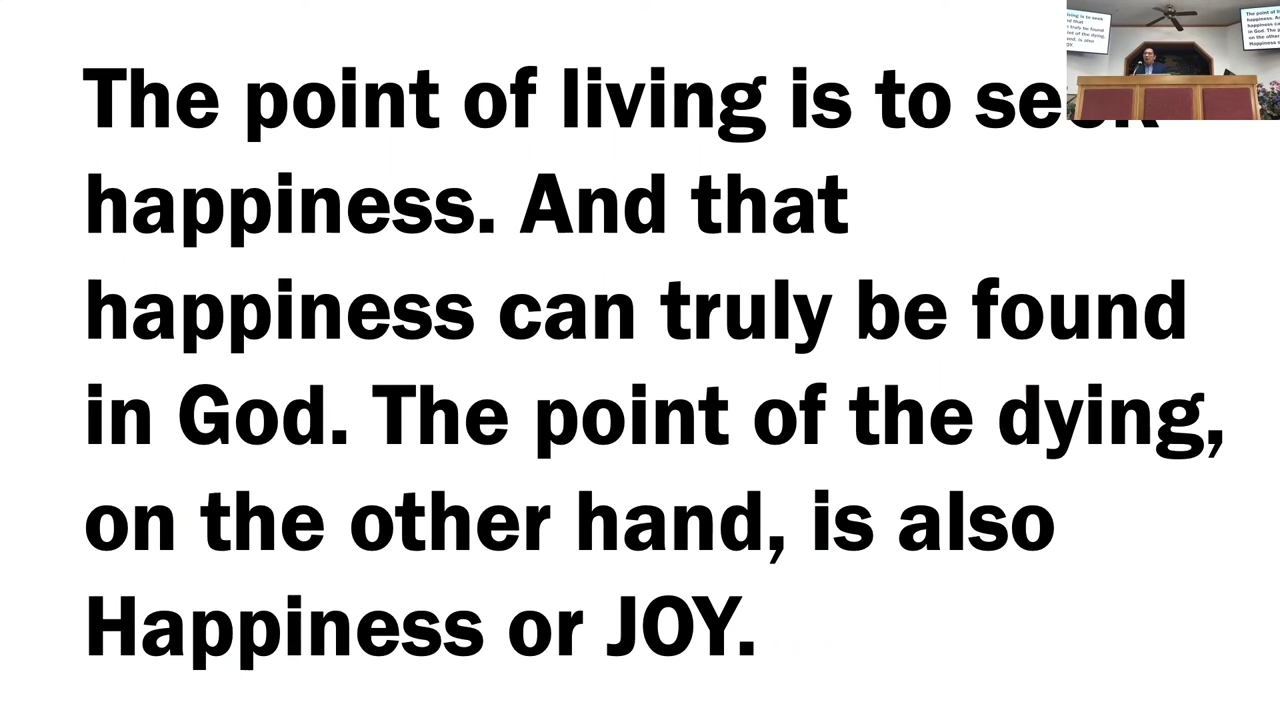 The point of living is to seek
happiness. And that
happiness can truly be found
in God. The point of the dying,
on the other hand, is also
Happiness or JOY.